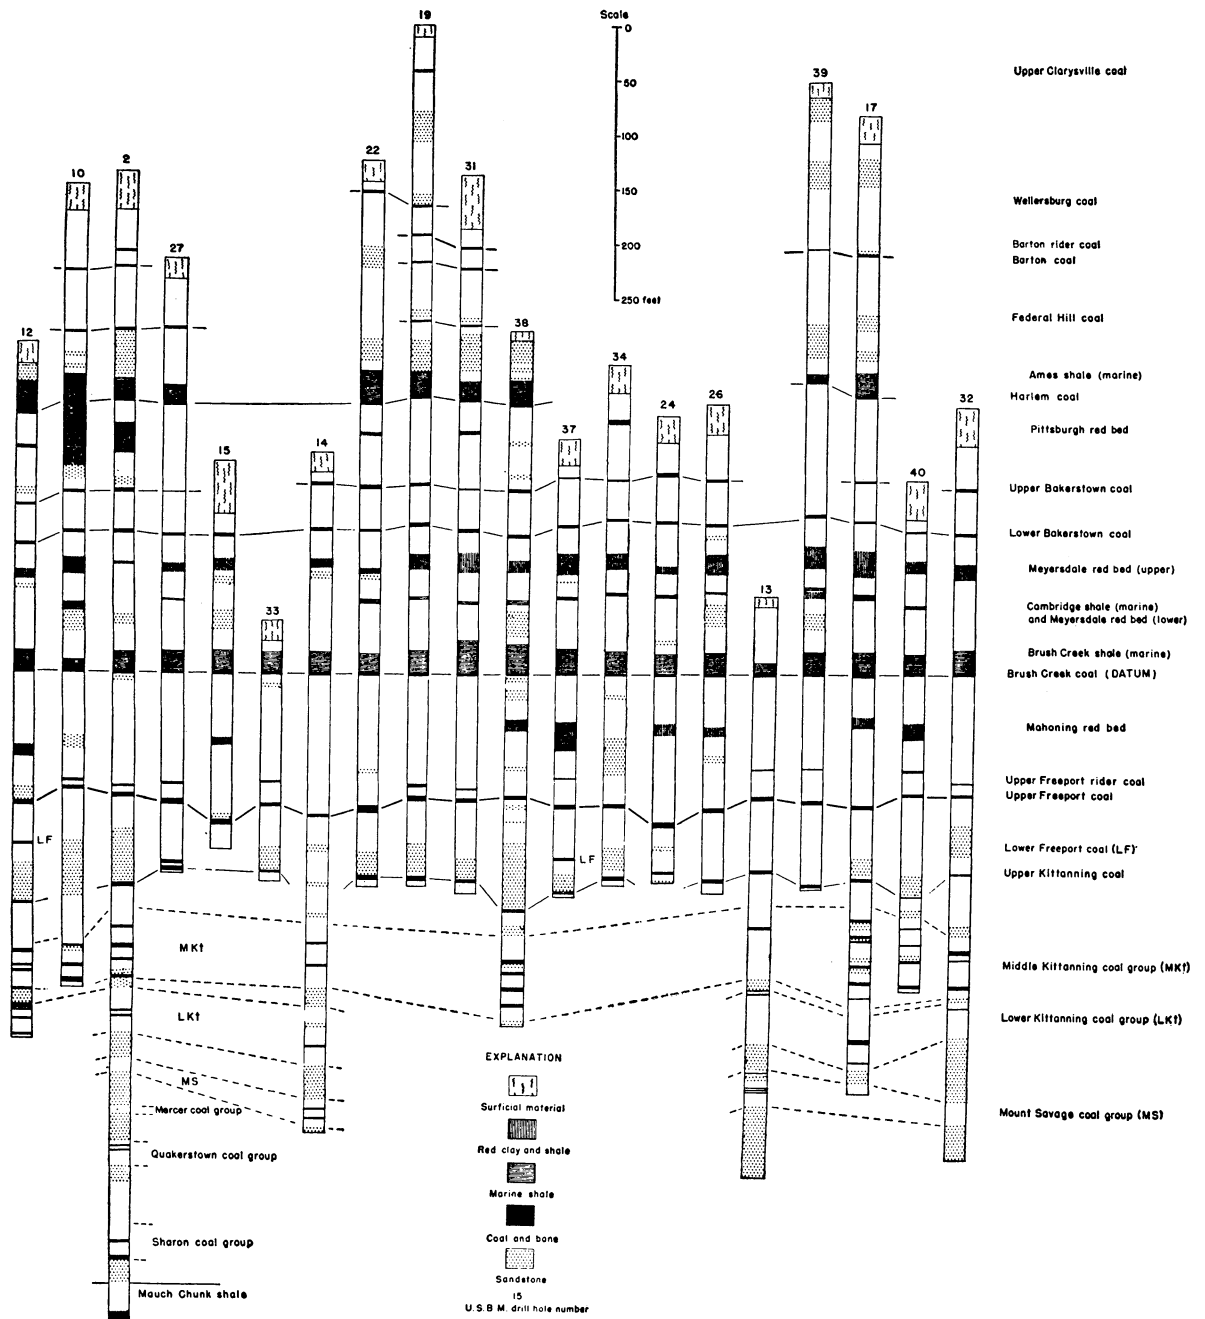 19
Scale
0
50
100
150
200
250 feet
39
17
22
31
10
2
27
12
38
34
24
26
32
37
15
14
40
13
33
Upper Clarysville coal
Wellersburg coal
Barton rider coal
Barton coal
Federal Hill coal
Ames shale (marine)
Harlem coal
Pittsburgh red bed
Upper Bakerstown coal
Lower Bakerstown coal
Meyersdale red bed (upper)
Cambridge shale (marine)
and Meyersdale red bed (lower)
Brush Creek shale (marine)
Brush Creek coal (DATUM)
Mahoning red bed
Upper Freeport rider coal
Upper Freeport coal
Lower Freeport coal (LF)
Upper Kittanning coal
Middle Kittanning coal group (MKt)
Lower Kittanning coal group (LKt)
Mount Savage coal group (MS)
LF
LF
MKt
LKt
MS
Mercer coal group
Quakerstown coal group
Sharon coal group
Mauch Chunk shale
EXPLANATION
Surficial material
Red clay and shale
Marine shale
Coal and bone
Sandstone
15
U.S.B M. drill hole number